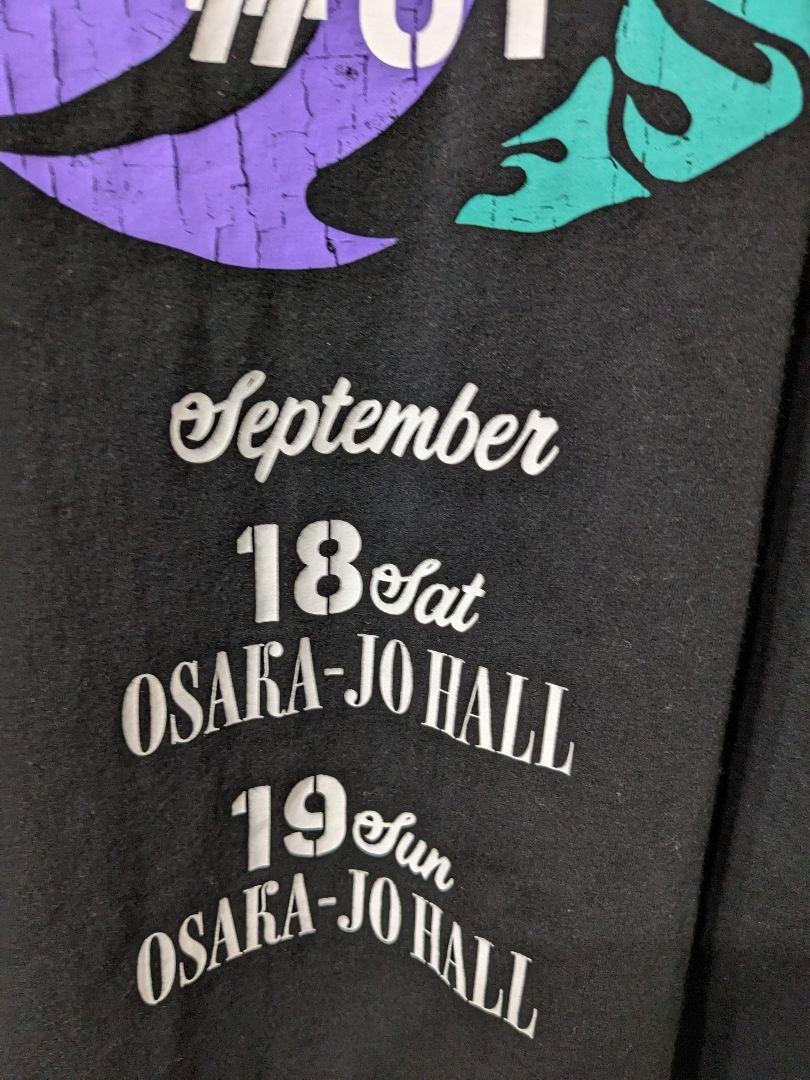 September
18 Sat
OSAKA-JO HALL
19 Sun
OSAKA-JO HALL